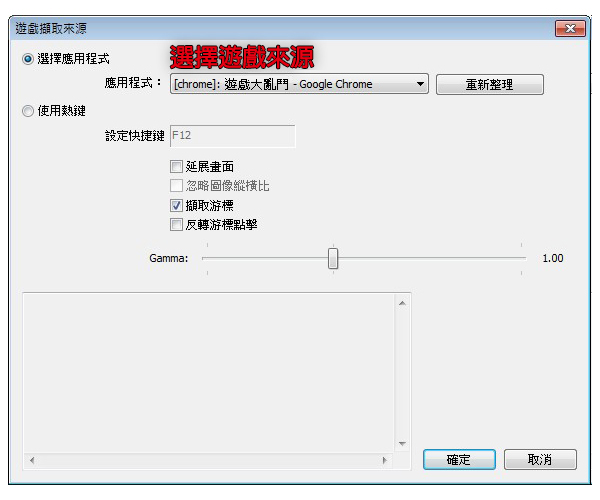 遊戲擷取來源
選擇應用程式
選擇遊戲來源
應用程式：
[chrome]: 遊戲大亂鬥 - Google Chrome
重新整理
使用熱鍵
設定快捷鍵
F12
延展畫面
忽略圖像縱橫比
擷取游標
反轉游標點擊
Gamma:
1.00
確定
取消